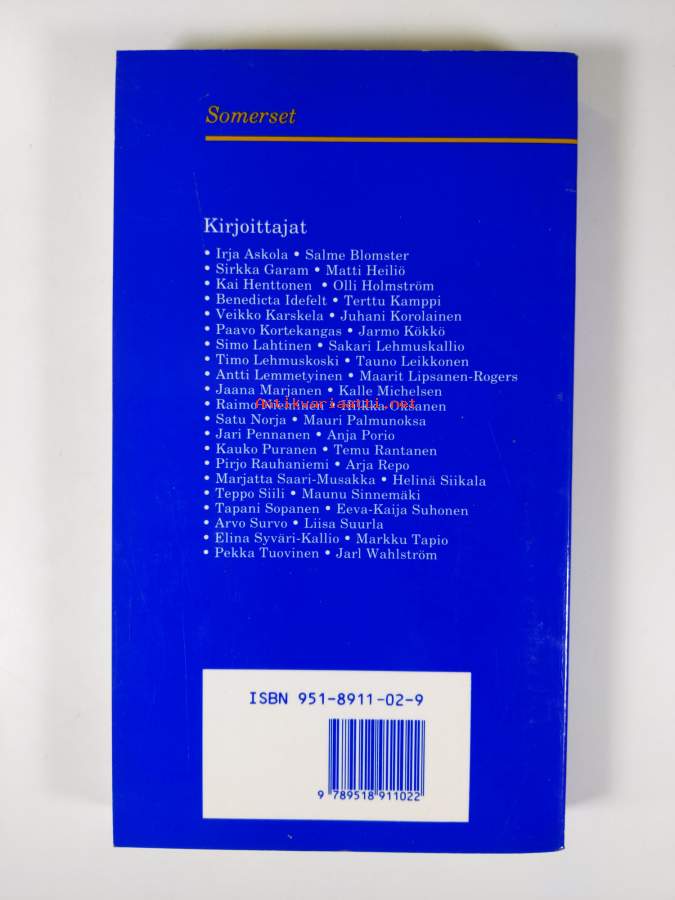 Somerset
Kirjoittajat
• Irja Askola • Salme Blomster
• Sirkka Garam • Matti Heiliö
• Kai Henttonen • Olli Holmström
• Benedicta Idefelt • Terttu Kamppi
• Veikko Karskela • Juhani Korolainen
• Paavo Kortekangas • Jarmo Kökkö
• Simo Lahtinen • Sakari Lehmuskallio
• Timo Lehmuskoski • Tauno Leikkonen
• Antti Lemmetyinen • Maarit Lipsanen-Rogers
• Jaana Marjanen • Kalle Michelsen
Antikvariaatti.net
• Raimo • Oksanen
• Satu Norja • Mauri Palmunoksa
• Jari Pennanen • Anja Porio
• Kauko Puranen • Temu Rantanen
• Pirjo Rauhaniemi • Arja Repo
• Marjatta Saari-Musakka • Helinä Siikala
• Teppo Siili • Maunu Sinnemäki
• Tapani Sopanen • Eeva-Kaija Suhonen
• Arvo Survo • Liisa Suurla
• Elina Syväri-Kallio • Markku Tapio
• Pekka Tuovinen • Jarl Wahlström
ISBN 951-8911-02-9
9 789518 911022